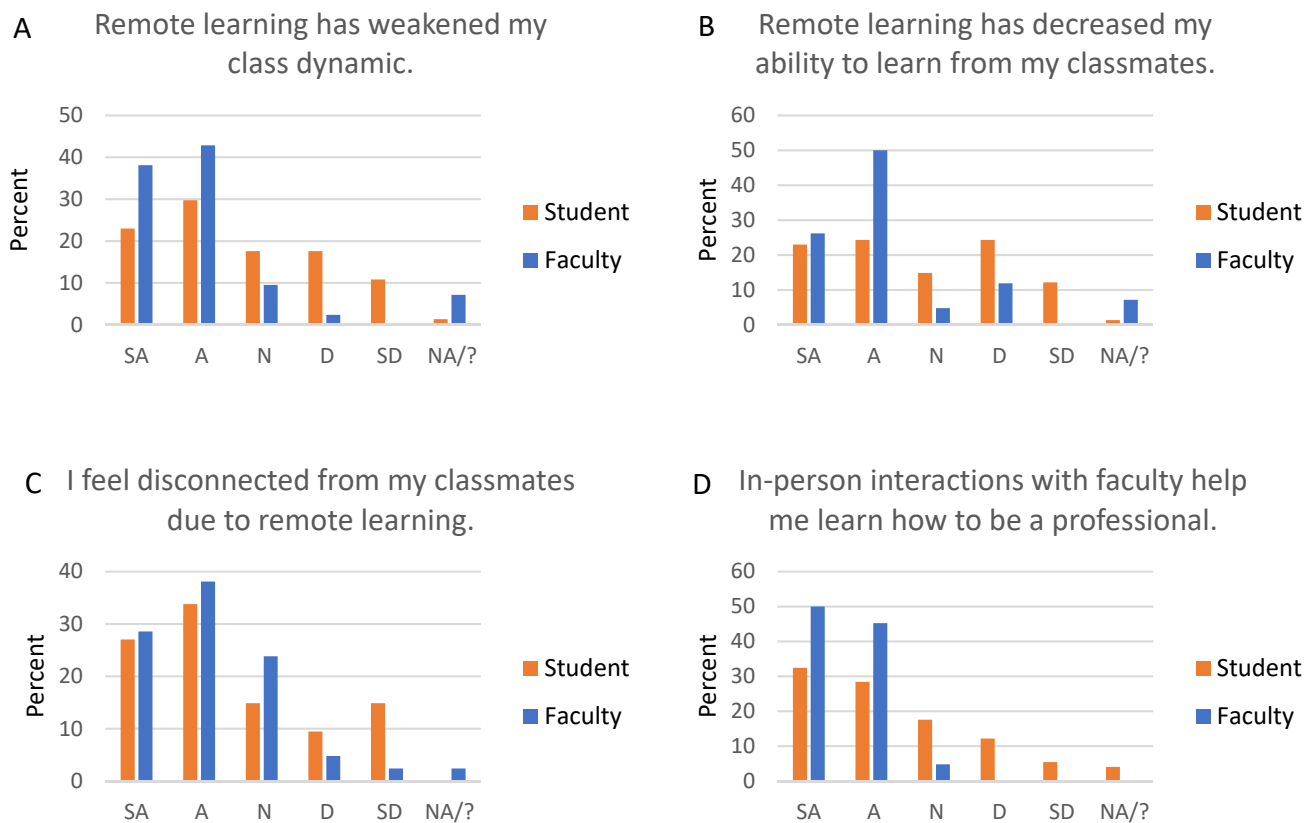 A Remote learning has weakened my
class dynamic.
50
40
30
20
10
0
Percent
SA A N D SD NA/?
Student
Faculty
B Remote learning has decreased my
ability to learn from my classmates.
60
50
40
30
20
10
0
Percent
SA A N D SD NA/?
Student
Faculty
C I feel disconnected from my classmates
due to remote learning.
40
30
20
10
0
Percent
SA A N D SD NA/?
Student
Faculty
D In-person interactions with faculty help
me learn how to be a professional.
60
50
40
30
20
10
0
Percent
SA A N D SD NA/?
Student
Faculty